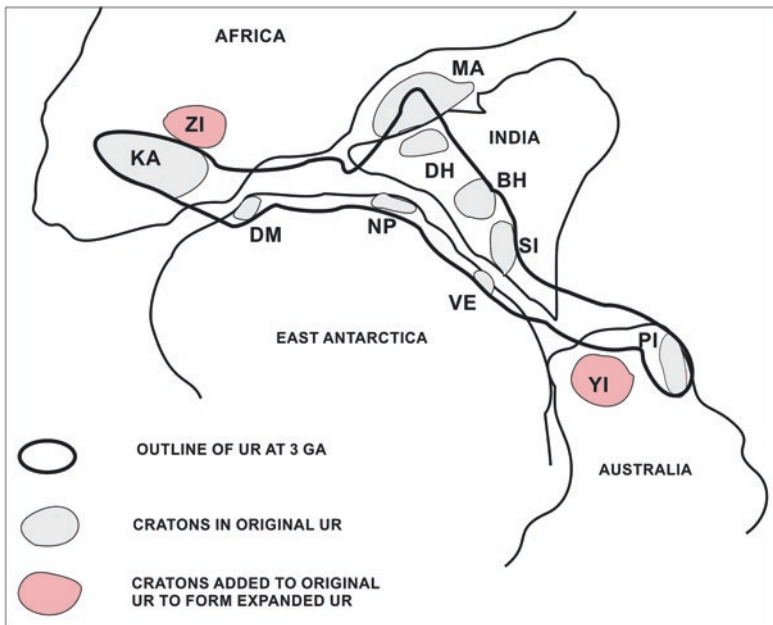 AFRICA
MA
ZI
INDIA
KA
DH
BH
DM
NP
SI
VE
EAST ANTARCTICA
PI
YI
OUTLINE OF UR AT 3 GA
AUSTRALIA
CRATONS IN ORIGINAL UR
CRATONS ADDED TO ORIGINAL
UR TO FORM EXPANDED UR